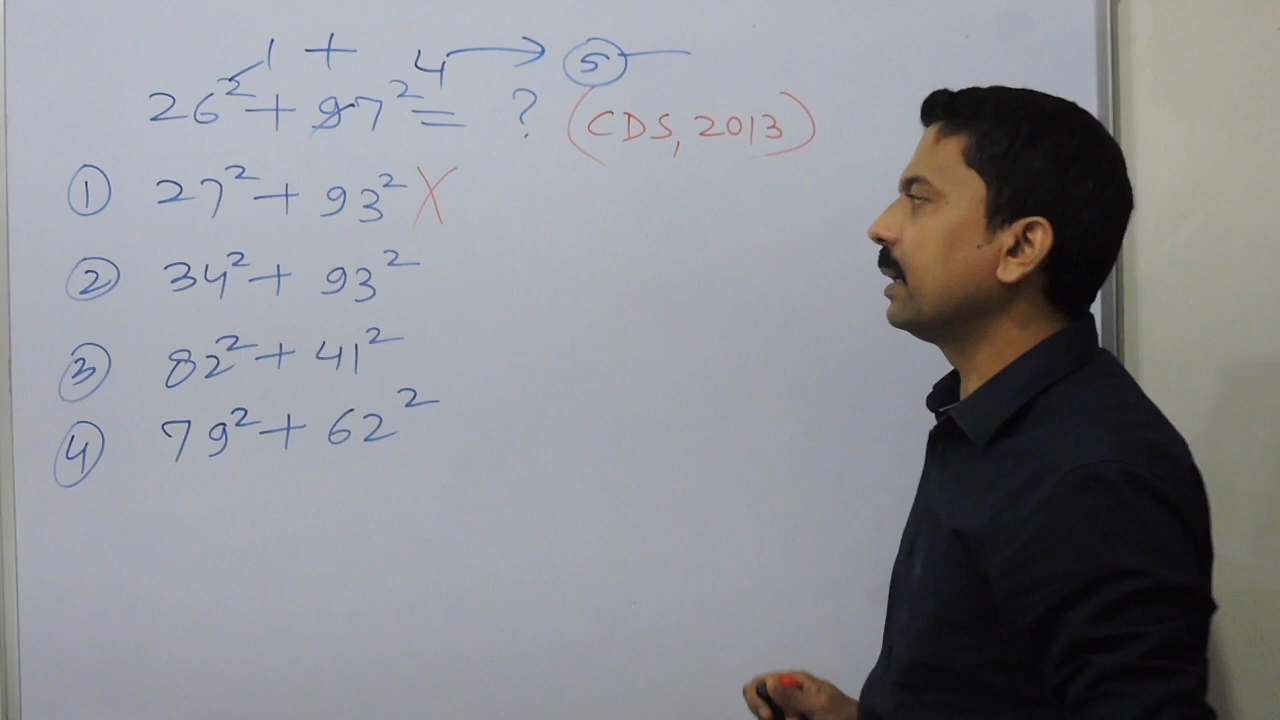 1 + 4 → 5
26² + 97² = ? (CDS, 2013)
① 27² + 93² X
② 34² + 93²
③ 82² + 41²
④ 79² + 62²